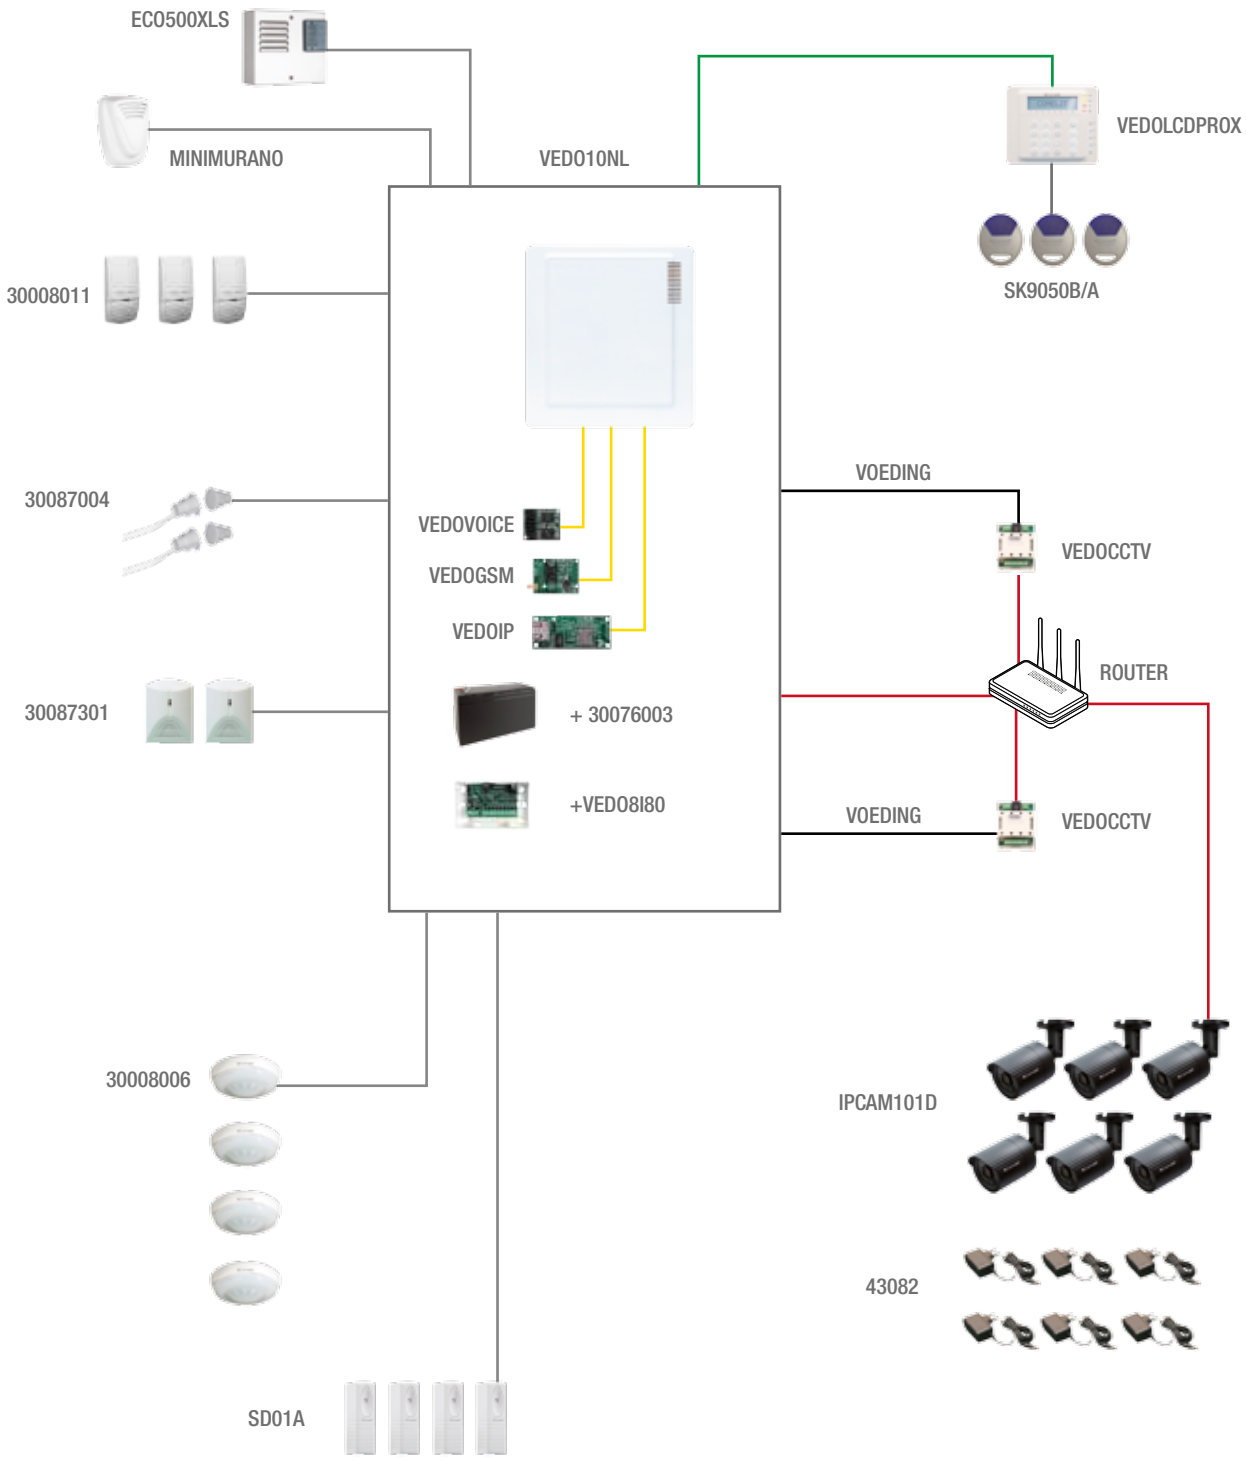 ECO500XLS
MINIMURANO
VEDO10NL
VEDOLCDPROX
SK9050B/A
30008011
30087004
VOEDING
VEDOVOICE
VEDOCCTV
VEDOGSM
VEDOIP
ROUTER
30087301
+ 30076003
+VEDO8I80
VOEDING
VEDOCCTV
30008006
IPCAM101D
43082
SD01A